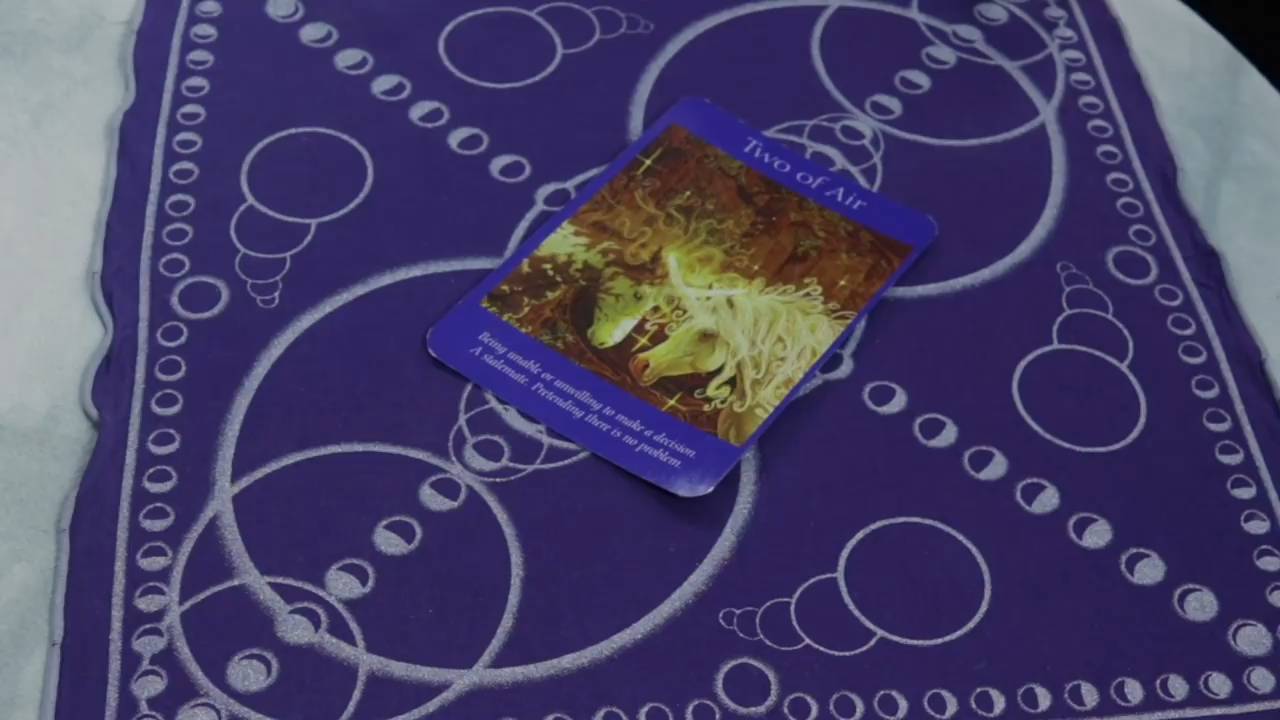 Two of Air
Being unable or unwilling to make a decision.
A stalemate. Pretending there is no problem.